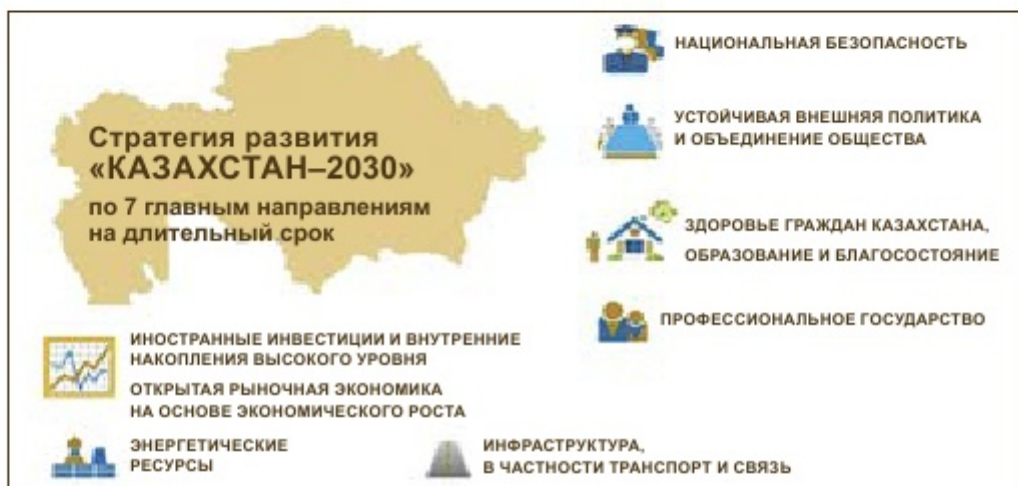 Стратегия развития
«КАЗАХСТАН–2030»
по 7 главным направлениям
на длительный срок
НАЦИОНАЛЬНАЯ БЕЗОПАСНОСТЬ
УСТОЙЧИВАЯ ВНЕШНЯЯ ПОЛИТИКА
И ОБЪЕДИНЕНИЕ ОБЩЕСТВА
ЗДОРОВЬЕ ГРАЖДАН КАЗАХСТАНА,
ОБРАЗОВАНИЕ И БЛАГОСОСТОЯНИЕ
ПРОФЕССИОНАЛЬНОЕ ГОСУДАРСТВО
ИНОСТРАННЫЕ ИНВЕСТИЦИИ И ВНУТРЕННИЕ
НАКОПЛЕНИЯ ВЫСОКОГО УРОВНЯ
ОТКРЫТАЯ РЫНОЧНАЯ ЭКОНОМИКА
НА ОСНОВЕ ЭКОНОМИЧЕСКОГО РОСТА
ЭНЕРГЕТИЧЕСКИЕ
РЕСУРСЫ
ИНФРАСТРУКТУРА,
В ЧАСТНОСТИ ТРАНСПОРТ И СВЯЗЬ